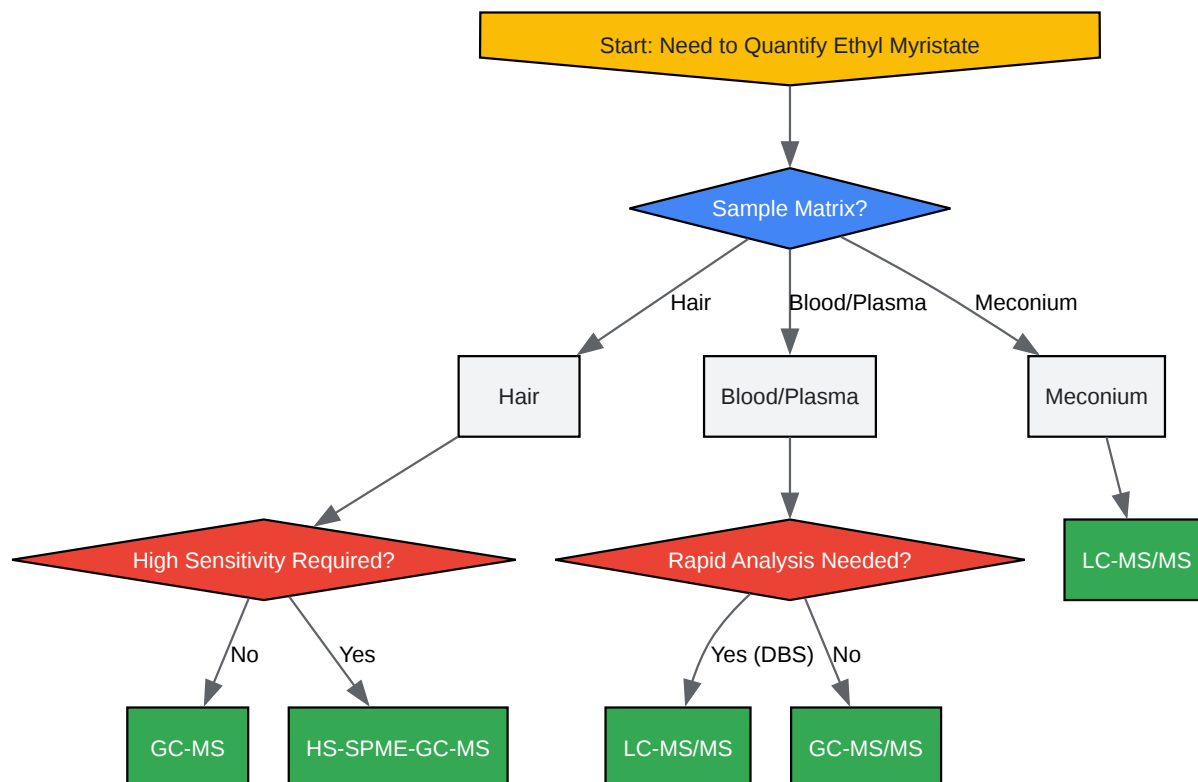 Start: Need to Quantify Ethyl Myristate
Sample Matrix?
Hair
Blood/Plasma
Meconium
Hair
Blood/Plasma
Meconium
High Sensitivity Required?
Rapid Analysis Needed?
LC-MS/MS
No
Yes
Yes (DBS)
No
GC-MS
HS-SPME-GC-MS
LC-MS/MS
GC-MS/MS